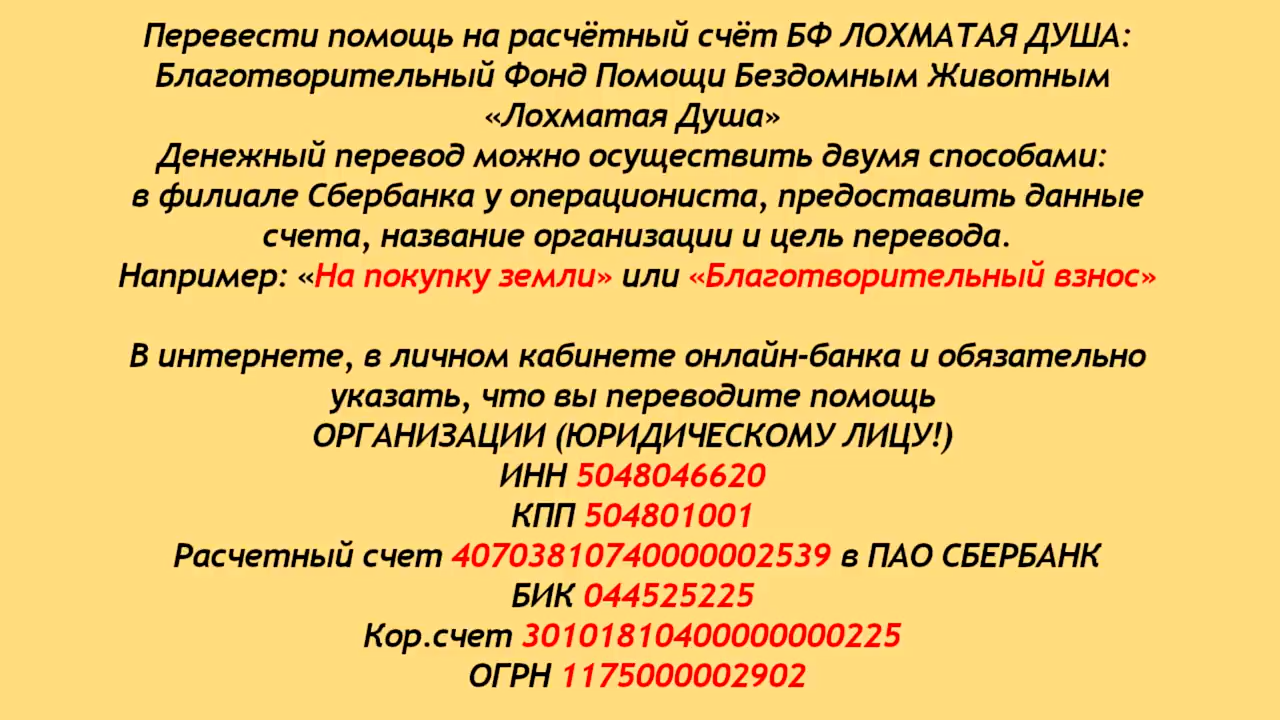 Перевести помощь на расчётный счёт БФ ЛОХМАТАЯ ДУША:
Благотворительный Фонд Помощи Бездомным Животным
«Лохматая Душа»
Денежный перевод можно осуществить двумя способами:
в филиале Сбербанка у операциониста, предоставить данные
счета, название организации и цель перевода.
Например: «На покупку земли» или «Благотворительный взнос»
В интернете, в личном кабинете онлайн-банка и обязательно
указать, что вы переводите помощь
ОРГАНИЗАЦИИ (ЮРИДИЧЕСКОМУ ЛИЦУ!)
ИНН 5048046620
КПП 504801001
Расчетный счет 40703810740000002539 в ПАО СБЕРБАНК
БИК 044525225
Кор.счет 30101810400000000225
ОГРН 1175000002902